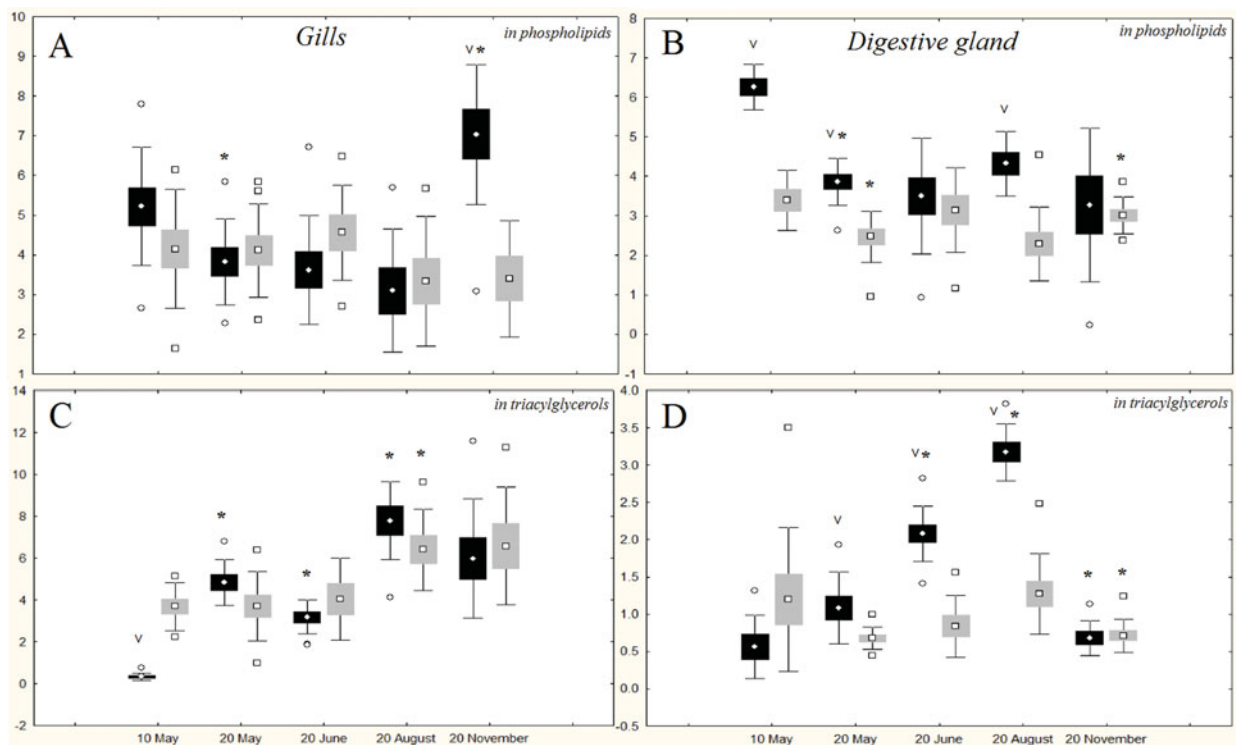 A
Gills
in phospholipids
10
9
8
7
6
5
4
3
2
1
v *
*
B
Digestive gland
in phospholipids
8
7
6
5
4
3
2
1
0
-1
v
v *
*
v
*
C
in triacylglycerols
14
12
10
8
6
4
2
0
-2
v
*
*
*
*
10 May 20 May 20 June 20 August 20 November
D
in triacylglycerols
4.0
3.5
3.0
2.5
2.0
1.5
1.0
0.5
0.0
-0.5
v
v *
v *
*
*
10 May 20 May 20 June 20 August 20 November